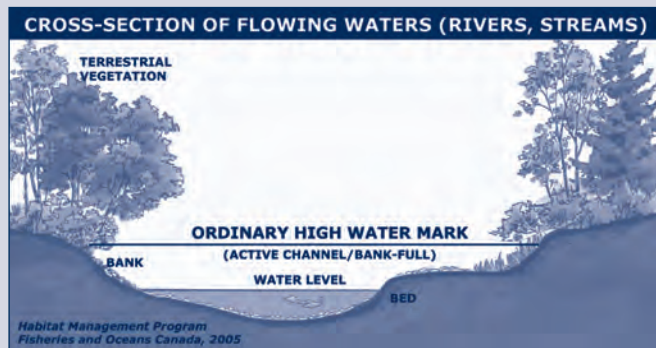 CROSS-SECTION OF FLOWING WATERS (RIVERS, STREAMS)
TERRESTRIAL
VEGETATION
ORDINARY HIGH WATER MARK
(ACTIVE CHANNEL/BANK-FULL)
BANK
WATER LEVEL
BED
Habitat Management Program
Fisheries and Oceans Canada, 2005